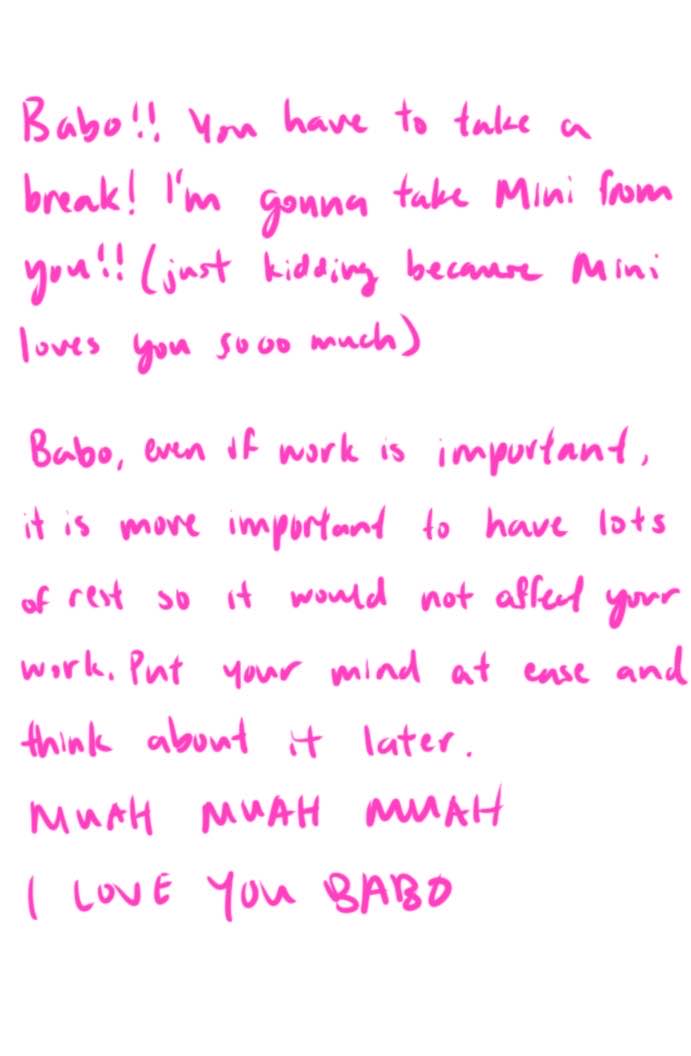 Babo!! You have to take a
break! I'm gonna take Mini from
you!! (just kidding because Mini
loves you sooo much)
Babo, even if work is important,
it is more important to have lots
of rest so it would not affect your
work. Put your mind at ease and
think about it later.
MUAH MUAH MUAH
I LOVE YOU BABO